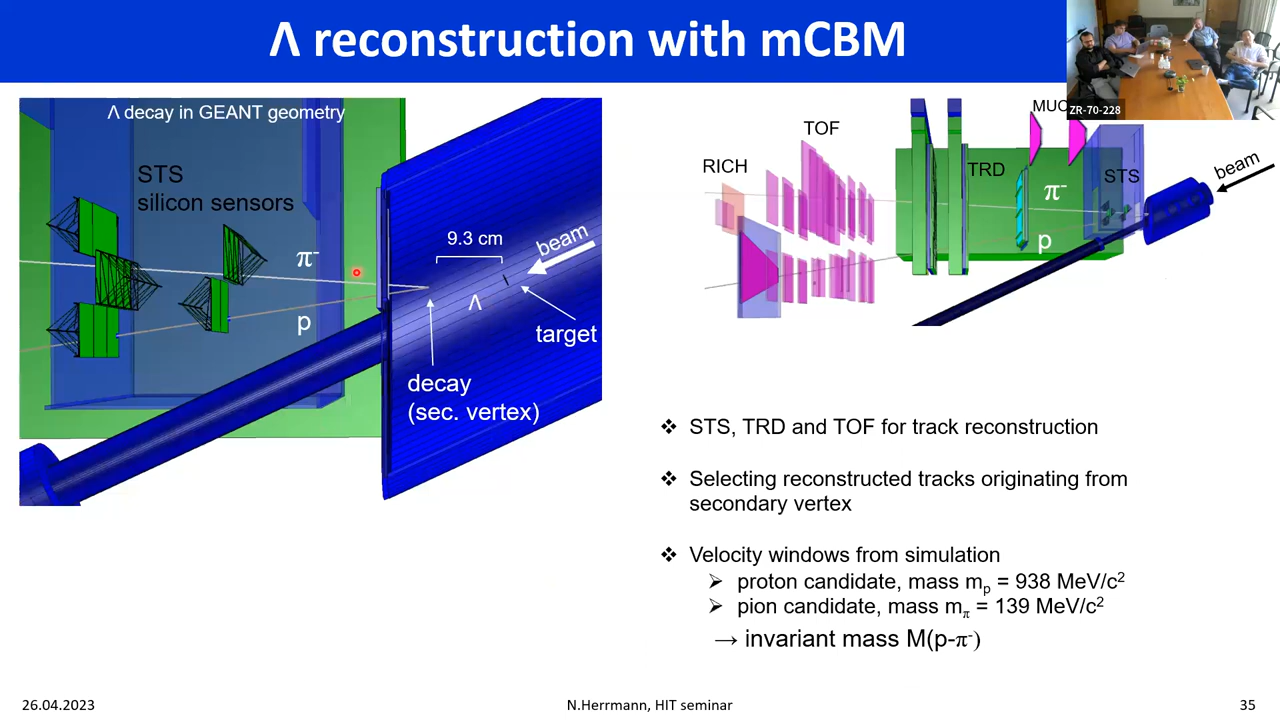 Λ reconstruction with mCBM
ZR-70-228
Λ decay in GEANT geometry
STS
silicon sensors
9.3 cm
beam
π-
Λ
p
target
decay
(sec. vertex)
MUC
TOF
RICH
TRD
STS
beam
π-
p
❖ STS, TRD and TOF for track reconstruction
❖ Selecting reconstructed tracks originating from
secondary vertex
❖ Velocity windows from simulation
➢ proton candidate, mass mp = 938 MeV/c2
➢ pion candidate, mass mπ = 139 MeV/c2
→ invariant mass M(p-π-)
26.04.2023
N.Herrmann, HIT seminar
35